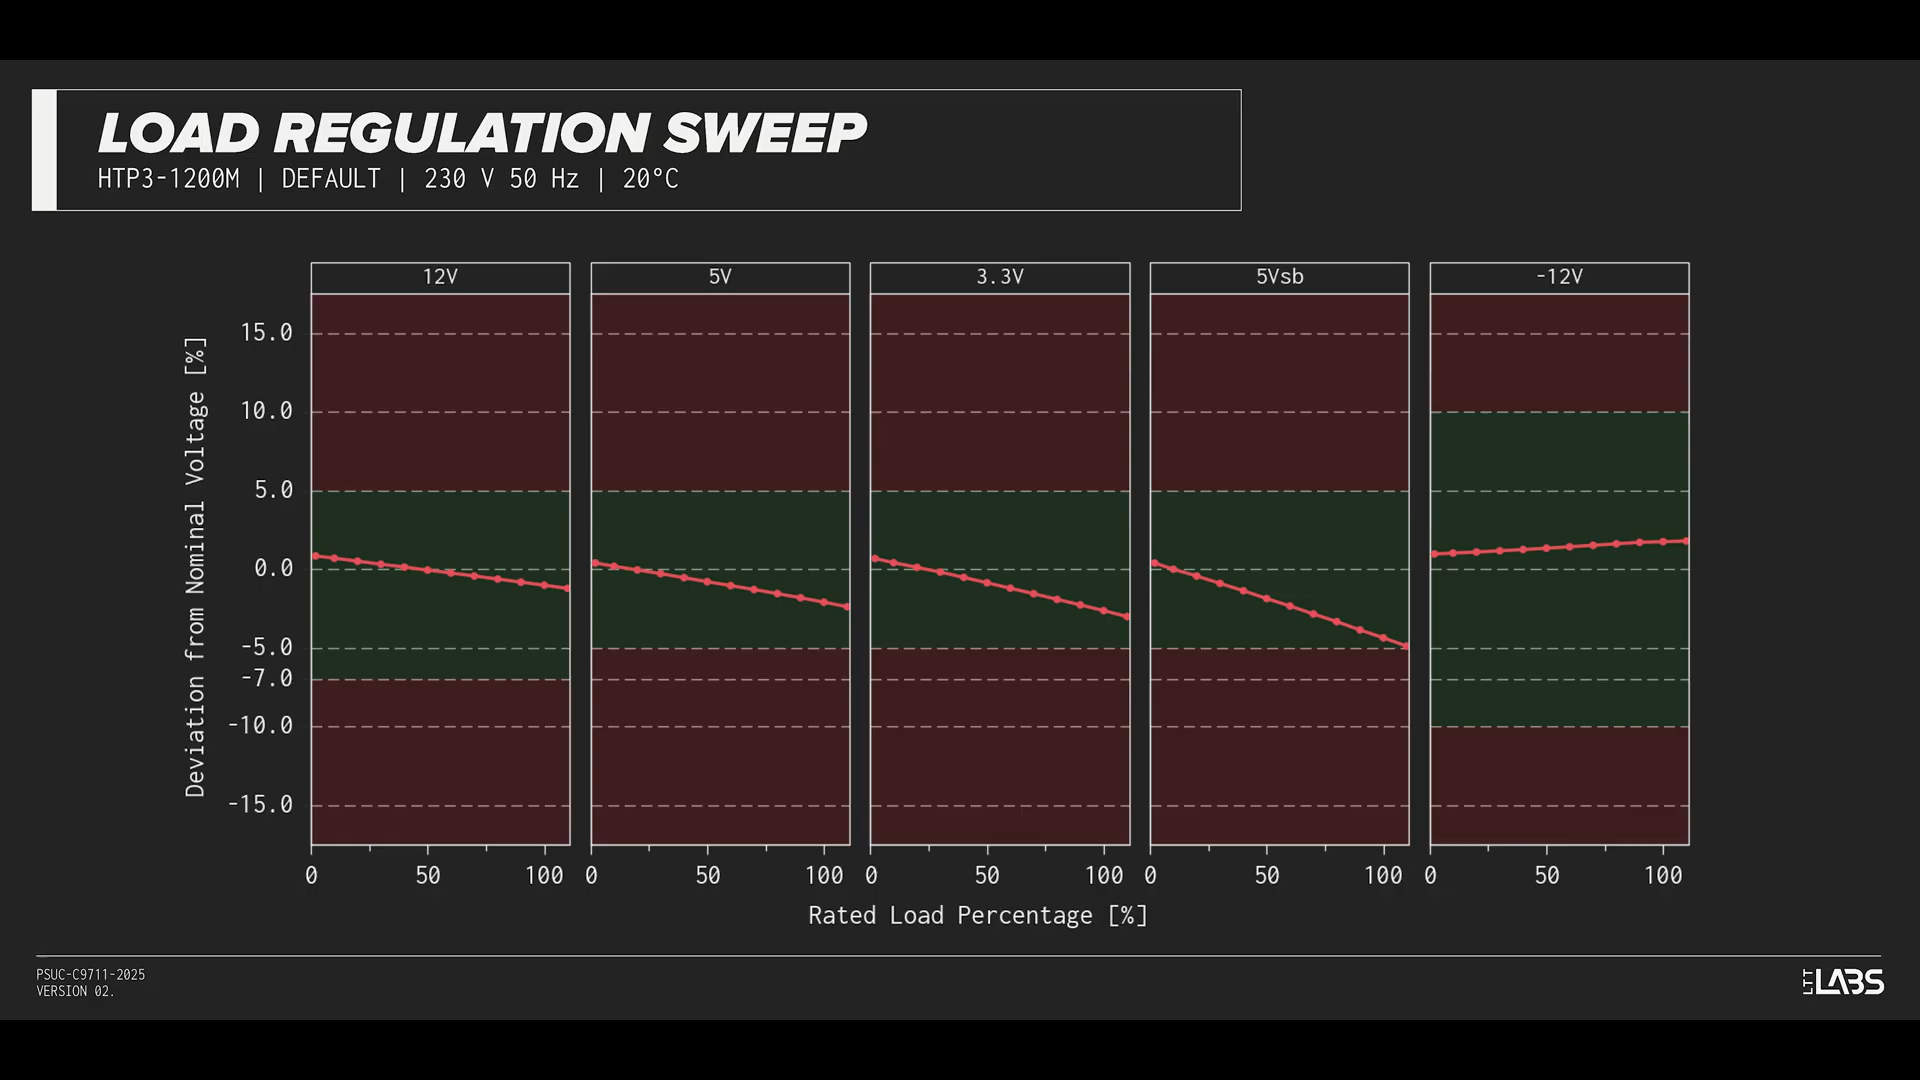 LOAD REGULATION SWEEP
HTP3-1200M | DEFAULT | 230 V 50 Hz | 20°C
12V 5V 3.3V 5Vsb -12V
Deviation from Nominal Voltage [%]
15.0
10.0
5.0
0.0
-5.0
-7.0
-10.0
-15.0
0 50 100 0 50 100 0 50 100 0 50 100 0 50 100
Rated Load Percentage [%]
PSUC-C9711-2025
VERSION 02.
LTT LABS